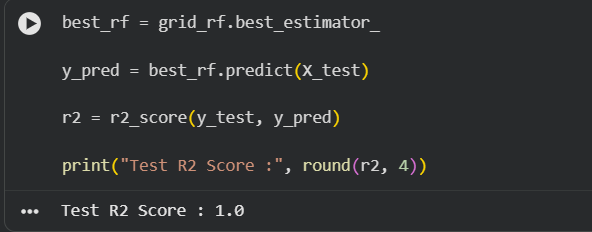 best_rf = grid_rf.best_estimator_
y_pred = best_rf.predict(X_test)
r2 = r2_score(y_test, y_pred)
print("Test R2 Score :", round(r2, 4))
Test R2 Score : 1.0